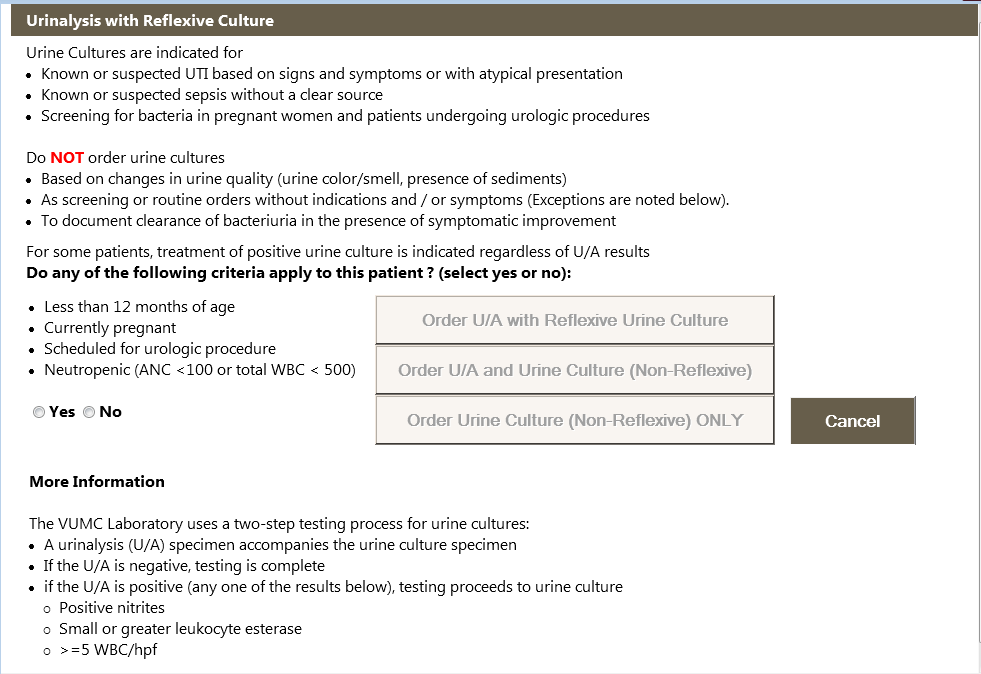 Urinalysis with Reflexive Culture
Urine Cultures are indicated for
• Known or suspected UTI based on signs and symptoms or with atypical presentation
• Known or suspected sepsis without a clear source
• Screening for bacteria in pregnant women and patients undergoing urologic procedures
Do NOT order urine cultures
• Based on changes in urine quality (urine color/smell, presence of sediments)
• As screening or routine orders without indications and / or symptoms (Exceptions are noted below).
• To document clearance of bacteriuria in the presence of symptomatic improvement
For some patients, treatment of positive urine culture is indicated regardless of U/A results
Do any of the following criteria apply to this patient ? (select yes or no):
• Less than 12 months of age
• Currently pregnant
• Scheduled for urologic procedure
• Neutropenic (ANC <100 or total WBC < 500)
Yes No
Order U/A with Reflexive Urine Culture
Order U/A and Urine Culture (Non-Reflexive)
Order Urine Culture (Non-Reflexive) ONLY
Cancel
More Information
The VUMC Laboratory uses a two-step testing process for urine cultures:
• A urinalysis (U/A) specimen accompanies the urine culture specimen
• If the U/A is negative, testing is complete
• if the U/A is positive (any one of the results below), testing proceeds to urine culture
o Positive nitrites
o Small or greater leukocyte esterase
o >=5 WBC/hpf